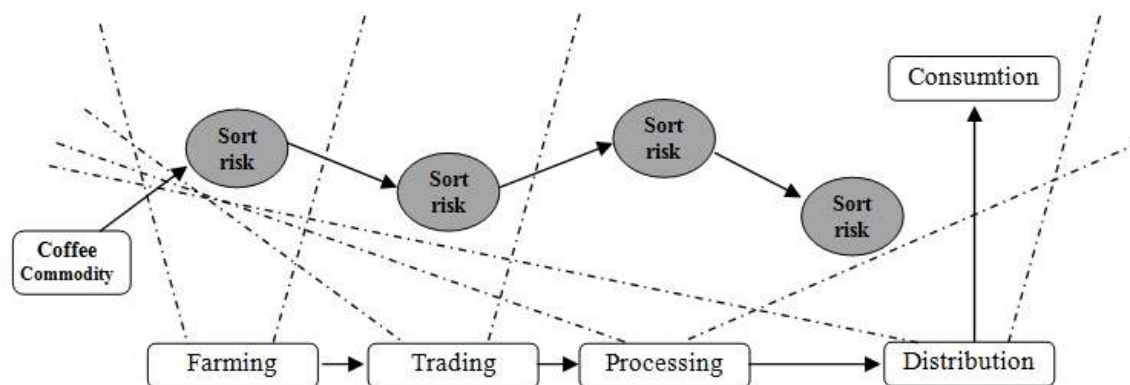 Consumtion
Sort
risk
Sort
risk
Sort
risk
Sort
risk
Coffee
Commodity
Farming
Trading
Processing
Distribution